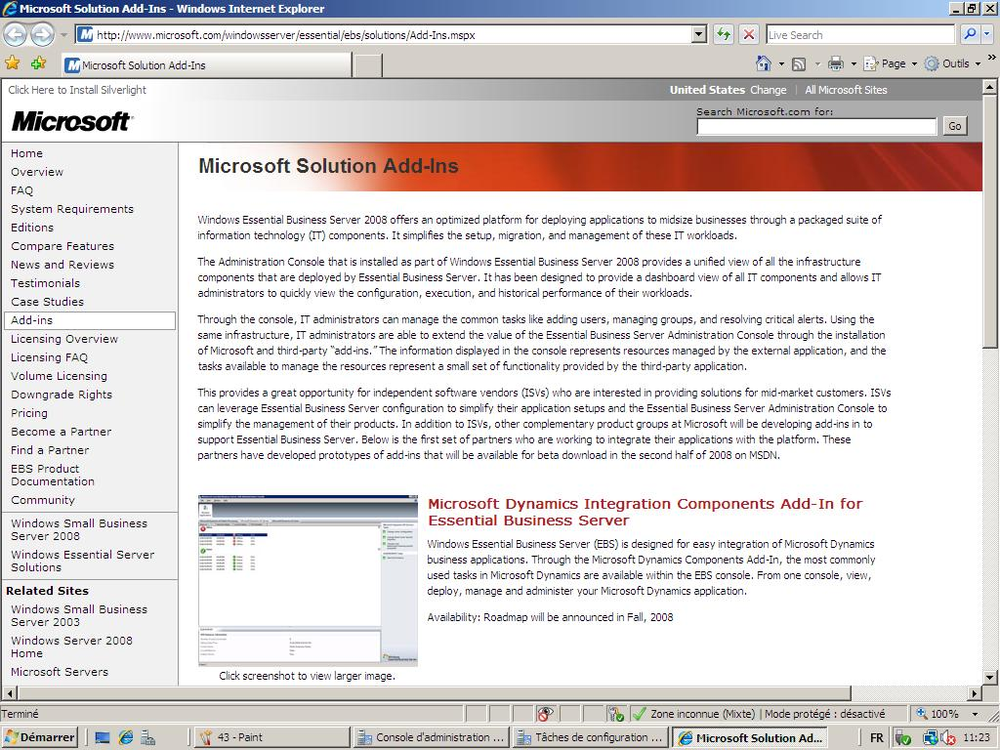 Microsoft Solution Add-Ins - Windows Internet Explorer
http://www.microsoft.com/windowsserver/essential/ebs/solutions/Add-Ins.mspx
Live Search
Microsoft Solution Add-Ins
Page
Outils
Click Here to Install Silverlight
United States Change | All Microsoft Sites
Microsoft
Search Microsoft.com for:
Go
Home
Overview
FAQ
System Requirements
Editions
Compare Features
News and Reviews
Testimonials
Case Studies
Add-ins
Licensing Overview
Licensing FAQ
Volume Licensing
Downgrade Rights
Pricing
Become a Partner
Find a Partner
EBS Product
Documentation
Community
Windows Small Business
Server 2008
Windows Essential Server
Solutions
Related Sites
Windows Small Business
Server 2003
Windows Server 2008
Home
Microsoft Servers
Microsoft Solution Add-Ins
Windows Essential Business Server 2008 offers an optimized platform for deploying applications to midsize businesses through a packaged suite of
information technology (IT) components. It simplifies the setup, migration, and management of these IT workloads.
The Administration Console that is installed as part of Windows Essential Business Server 2008 provides a unified view of all the infrastructure
components that are deployed by Essential Business Server. It has been designed to provide a dashboard view of all IT components and allows IT
administrators to quickly view the configuration, execution, and historical performance of their workloads.
Through the console, IT administrators can manage the common tasks like adding users, managing groups, and resolving critical alerts. Using the
same infrastructure, IT administrators are able to extend the value of the Essential Business Server Administration Console through the installation
of Microsoft and third-party “add-ins.” The information displayed in the console represents resources managed by the external application, and the
tasks available to manage the resources represent a small set of functionality provided by the third-party application.
This provides a great opportunity for independent software vendors (ISVs) who are interested in providing solutions for mid-market customers. ISVs
can leverage Essential Business Server configuration to simplify their application setups and the Essential Business Server Administration Console to
simplify the management of their products. In addition to ISVs, other complementary product groups at Microsoft will be developing add-ins in to
support Essential Business Server. Below is the first set of partners who are working to integrate their applications with the platform. These
partners have developed prototypes of add-ins that will be available for beta download in the second half of 2008 on MSDN.
Microsoft Dynamics Integration Components Add-In for
Essential Business Server
Windows Essential Business Server (EBS) is designed for easy integration of Microsoft Dynamics
business applications. Through the Microsoft Dynamics Components Add-In, the most commonly
used tasks in Microsoft Dynamics are available within the EBS console. From one console, view,
deploy, manage and administer your Microsoft Dynamics application.
Availability: Roadmap will be announced in Fall, 2008
Click screenshot to view larger image.
Terminé
Zone inconnue (Mixte) | Mode protégé : désactivé
100%
Démarrer
43 - Paint
Console d'administration ...
Tâches de configuration ...
Microsoft Solution Ad...
FR
11:23